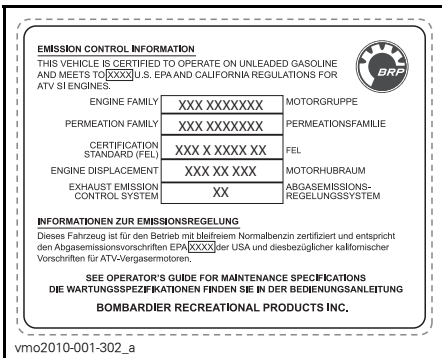 EMISSION CONTROL INFORMATION
THIS VEHICLE IS CERTIFIED TO OPERATE ON UNLEADED GASOLINE
AND MEETS TO XXXX U.S. EPA AND CALIFORNIA REGULATIONS FOR
ATV SI ENGINES.
BRP
ENGINE FAMILY XXX XXXXXXX MOTORGRUPPE
PERMEATION FAMILY XXX XXXXXXX PERMEATIONSFAMILIE
CERTIFICATION
STANDARD (FEL) XXX X XXXX XX FEL
ENGINE DISPLACEMENT XXX XX XXX MOTORHUBRAUM
EXHAUST EMISSION XX ABGASEMISSIONS-
CONTROL SYSTEM REGELUNGSSYSTEM
INFORMATIONEN ZUR EMISSIONSREGELUNG
Dieses Fahrzeug ist für den Betrieb mit bleifreiem Normalbenzin zertifiziert und entspricht
den Abgasemissionsvorschriften EPA XXXX der USA und diesbezüglicher kalifornischer
Vorschriften für ATV-Vergasermotoren.
SEE OPERATOR'S GUIDE FOR MAINTENANCE SPECIFICATIONS
DIE WARTUNGSSPEZIFIKATIONEN FINDEN SIE IN DER BEDIENUNGSANLEITUNG
BOMBARDIER RECREATIONAL PRODUCTS INC.
vmo2010-001-302_a